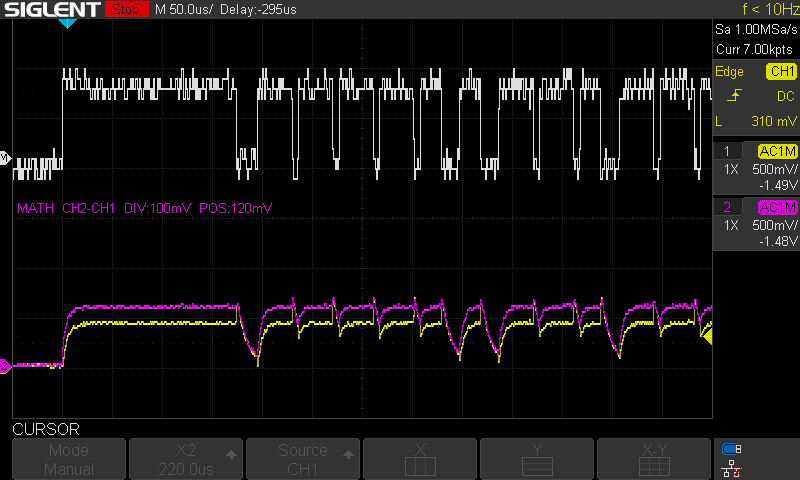 SIGLENT Stop M 50.0us/ Delay:-295us f < 10Hz
Sa 1.00MSa/s
Curr 7.00kpts
Edge CH1
DC
L 310 mV
1 AC1M
1X 500mV/
-1.49V
2 AC1M
1X 500mV/
-1.48V
M
MATH CH2-CH1 DIV:100mV POS:120mV
2
CURSOR
Mode
Manual
X2
220.0us
Source
CH1
X
Y
X-Y